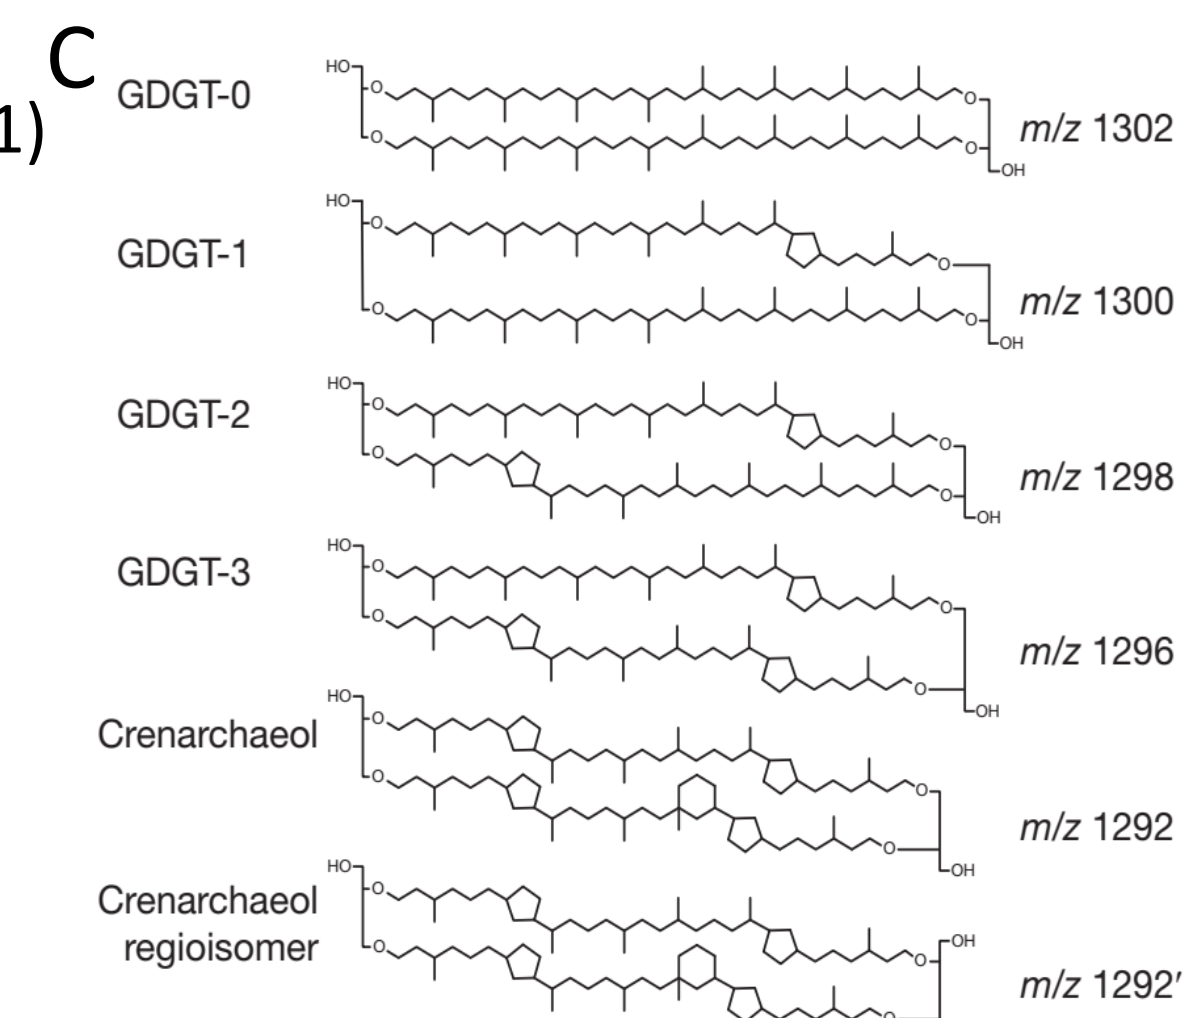 C
1)
GDGT-0
HO
O
O
O
O
OH
m/z 1302
GDGT-1
HO
O
O
O
O
OH
m/z 1300
GDGT-2
HO
O
O
O
O
OH
m/z 1298
GDGT-3
HO
O
O
O
O
OH
m/z 1296
Crenarchaeol
HO
O
O
O
O
OH
m/z 1292
Crenarchaeol
regioisomer
HO
O
O
OH
O
O
m/z 1292′